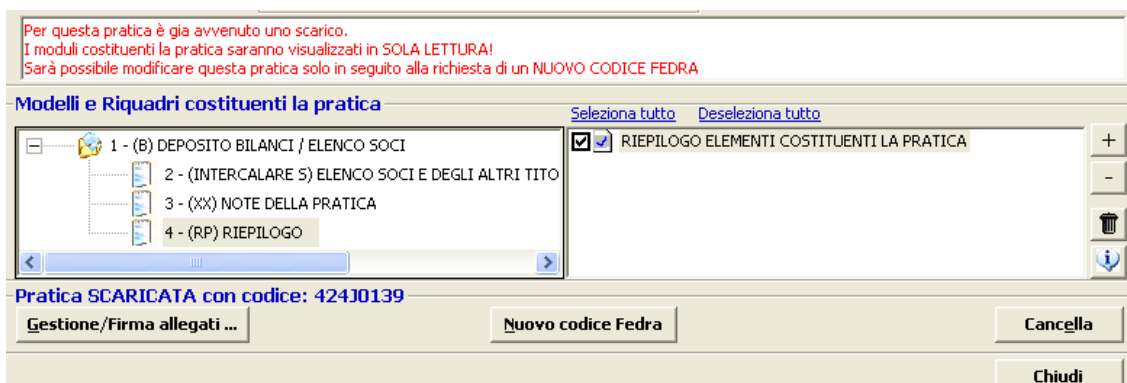 Per questa pratica è gia avvenuto uno scarico.
I moduli costituenti la pratica saranno visualizzati in SOLA LETTURA!
Sarà possibile modificare questa pratica solo in seguito alla richiesta di un NUOVO CODICE FEDRA
Modelli e Riquadri costituenti la pratica
Seleziona tutto Deseleziona tutto
1 - (B) DEPOSITO BILANCI / ELENCO SOCI
2 - (INTERCALARE S) ELENCO SOCI E DEGLI ALTRI TITO
3 - (XX) NOTE DELLA PRATICA
4 - (RP) RIEPILOGO
RIEPILOGO ELEMENTI COSTITUENTI LA PRATICA
+
-
Pratica SCARICATA con codice: 424J0139
Gestione/Firma allegati ... Nuovo codice Fedra Cancella
Chiudi